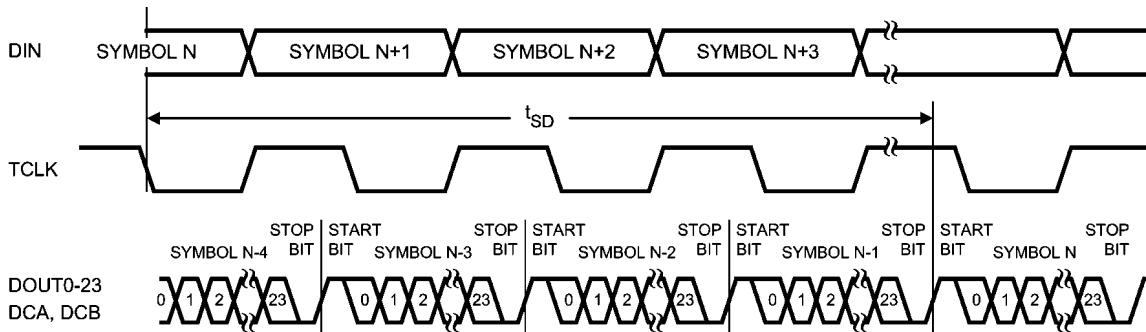 DIN
SYMBOL N SYMBOL N+1 SYMBOL N+2 SYMBOL N+3
tSD
TCLK
STOP BIT START BIT STOP BIT START BIT STOP BIT START BIT STOP BIT START BIT STOP BIT
SYMBOL N-4 SYMBOL N-3 SYMBOL N-2 SYMBOL N-1 SYMBOL N
DOUT0-23
DCA, DCB
0 1 2 23 0 1 2 23 0 1 2 23 0 1 2 23 0 1 2 23